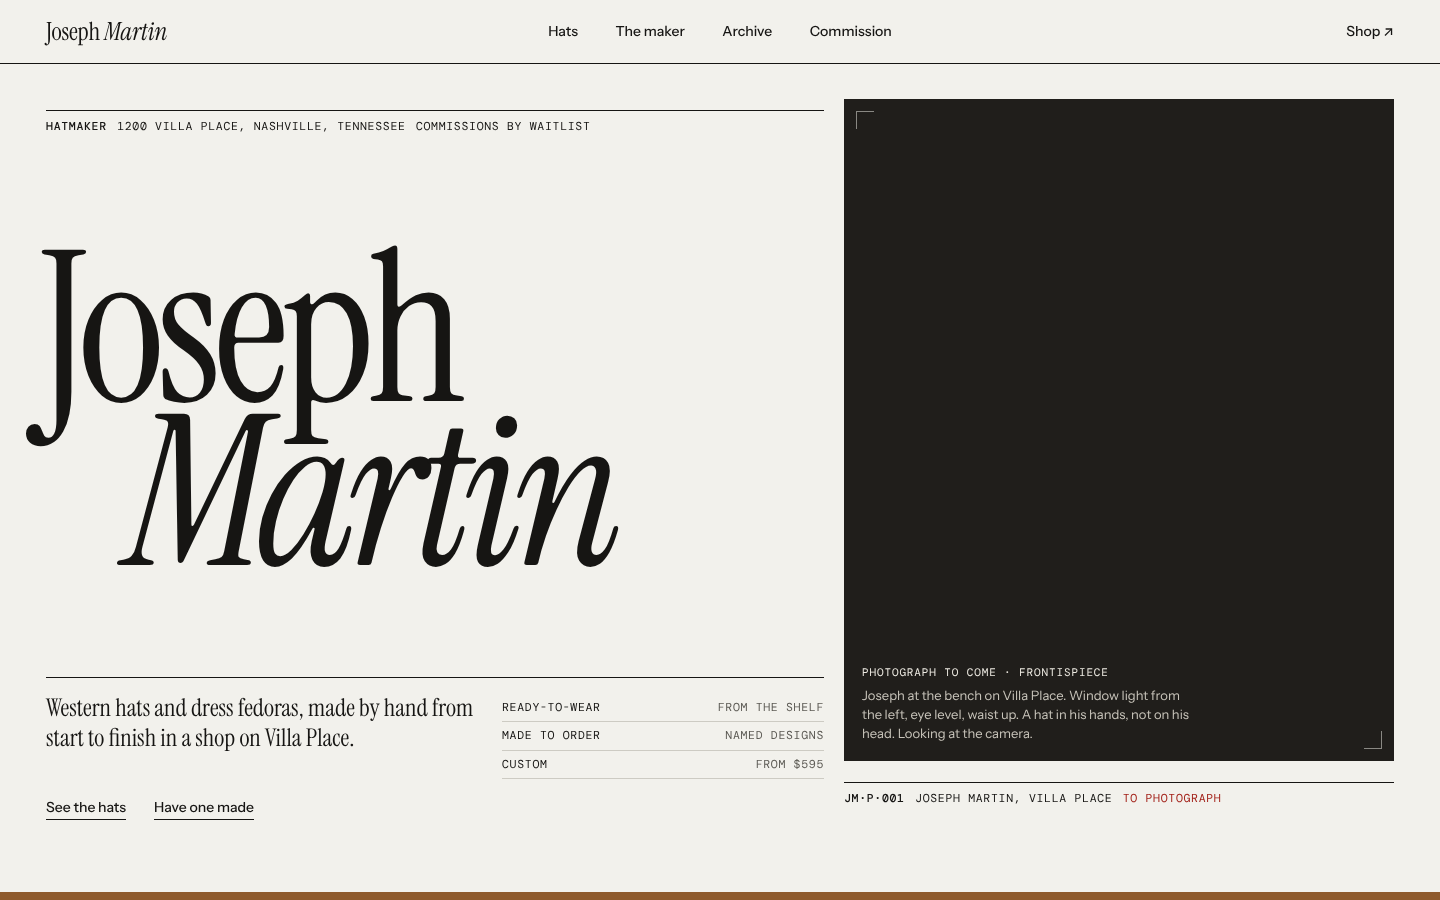 Joseph Martin
Hats
The maker
Archive
Commission
Shop ↗
HATMAKER 1200 VILLA PLACE, NASHVILLE, TENNESSEE COMMISSIONS BY WAITLIST
Joseph
Martin
Western hats and dress fedoras, made by hand from
start to finish in a shop on Villa Place.
See the hats
Have one made
READY-TO-WEAR FROM THE SHELF
MADE TO ORDER NAMED DESIGNS
CUSTOM FROM $595
PHOTOGRAPH TO COME · FRONTISPIECE
Joseph at the bench on Villa Place. Window light from
the left, eye level, waist up. A hat in his hands, not on his
head. Looking at the camera.
JM·P·001 JOSEPH MARTIN, VILLA PLACE TO PHOTOGRAPH